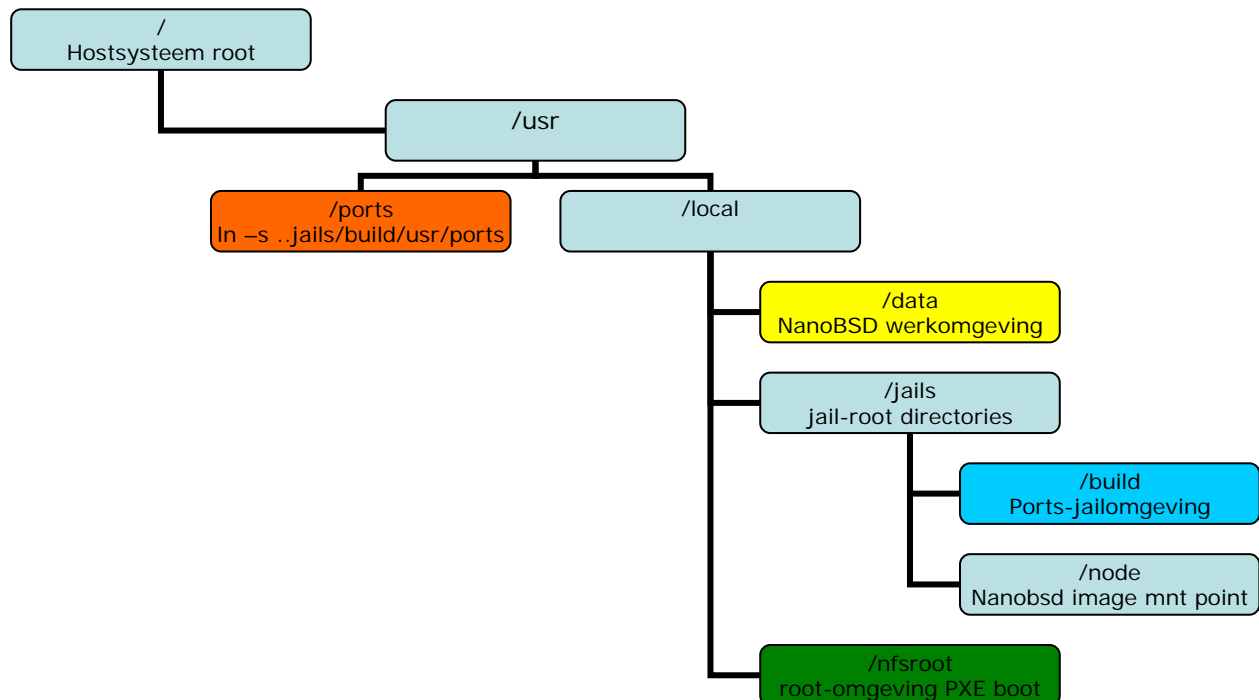 /
Hostsysteem root
/usr
/ports
ln –s ..jails/build/usr/ports
/local
/data
NanoBSD werkomgeving
/jails
jail-root directories
/build
Ports-jailomgeving
/node
Nanobsd image mnt point
/nfsroot
root-omgeving PXE boot